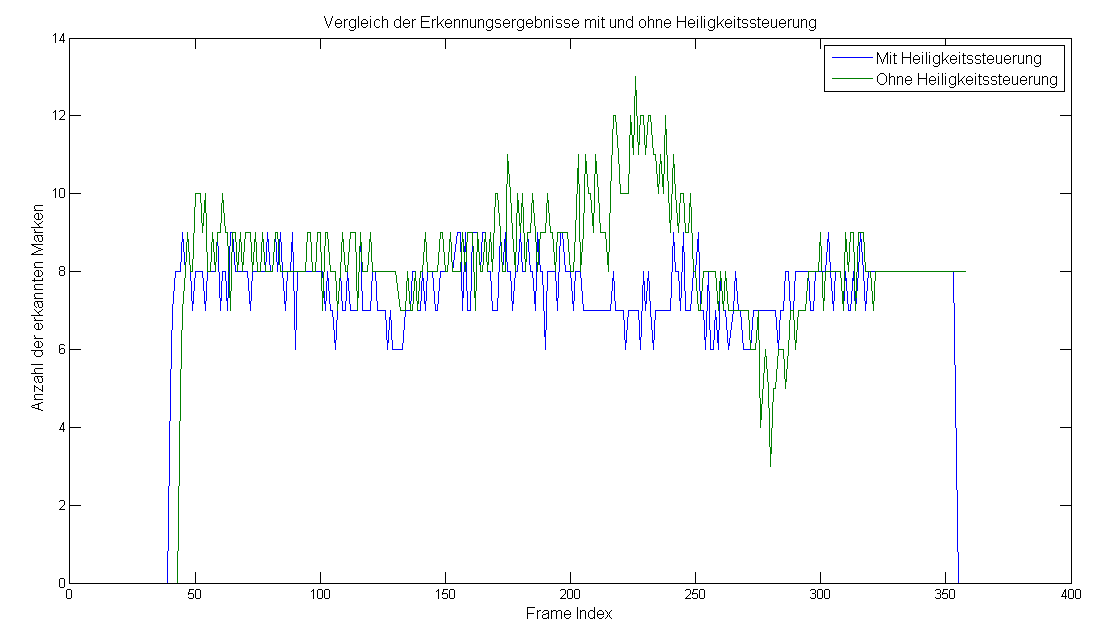 Vergleich der Erkennungsergebnisse mit und ohne Heiligkeitssteuerung
14
12
10
8
6
4
2
0
Anzahl der erkannten Marken
Mit Heiligkeitssteuerung
Ohne Heiligkeitssteuerung
0 50 100 150 200 250 300 350 400
Frame Index